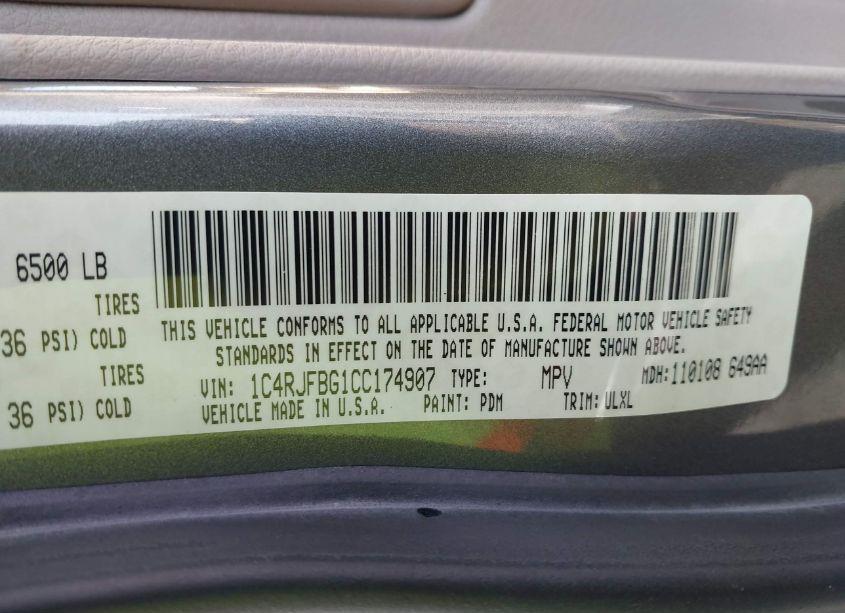 6500 LB
TIRES
36 PSI) COLD
TIRES
36 PSI) COLD
THIS VEHICLE CONFORMS TO ALL APPLICABLE U.S.A. FEDERAL MOTOR VEHICLE SAFETY
STANDARDS IN EFFECT ON THE DATE OF MANUFACTURE SHOWN ABOVE.
VIN: 1C4RJFBG1CC174907 TYPE: MPV MDH:110108 649AA
VEHICLE MADE IN U.S.A. PAINT: PDM TRIM: ULXL